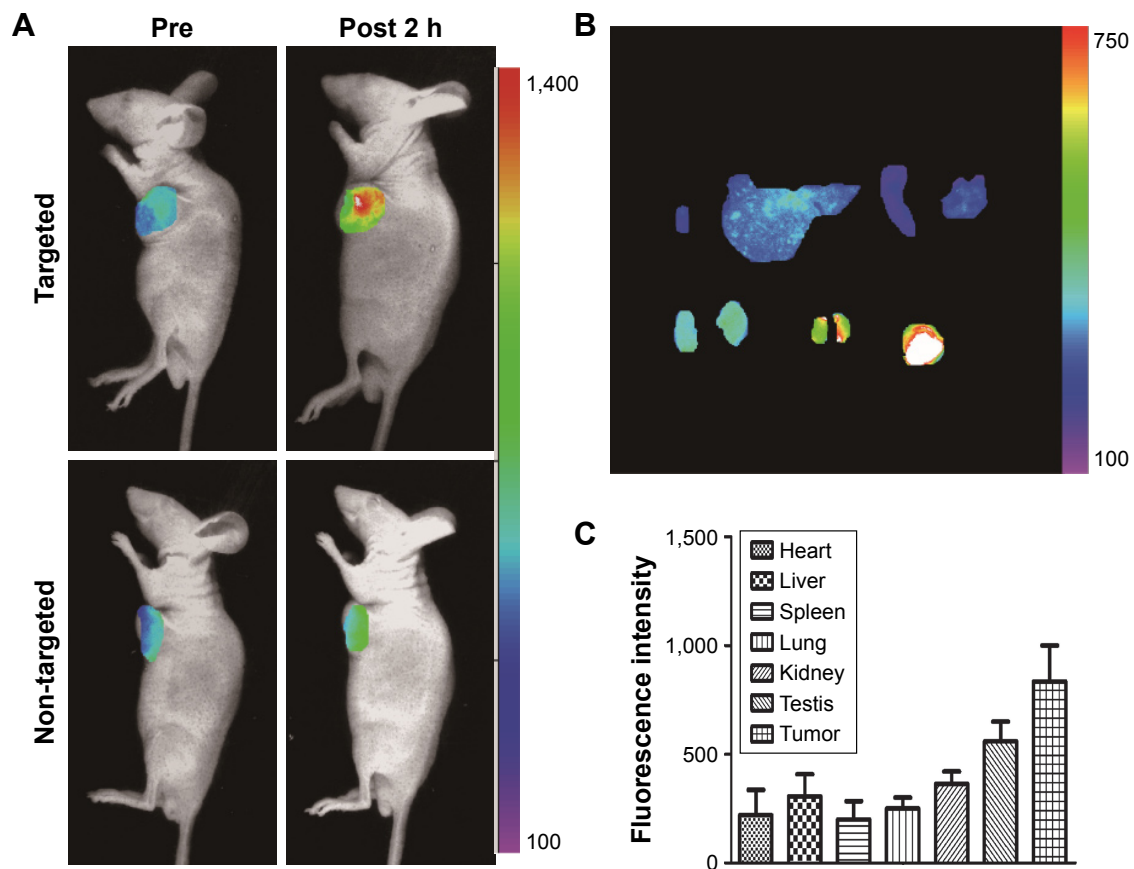 A
Pre
Post 2 h
Targeted
Non-targeted
1,400
100
B
750
100
C
Fluorescence intensity
1,500
1,000
500
0
Heart
Liver
Spleen
Lung
Kidney
Testis
Tumor